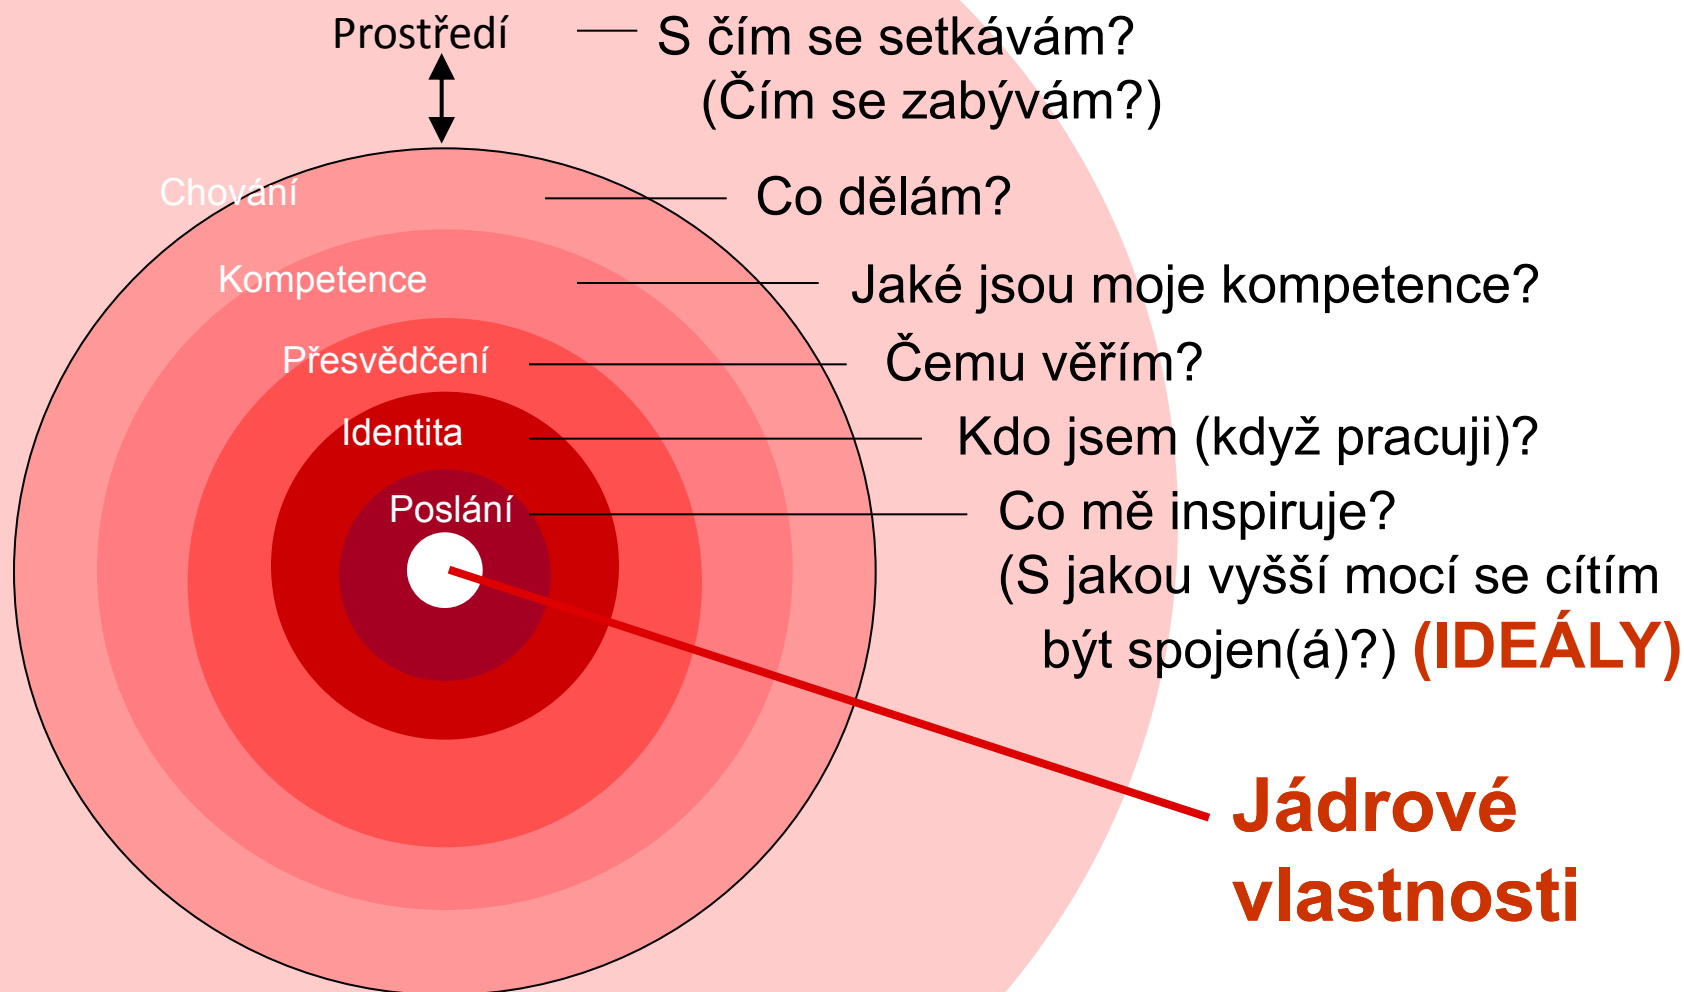 Prostředí
S čím se setkávám?
(Čím se zabývám?)
Chování
Co dělám?
Kompetence
Jaké jsou moje kompetence?
Přesvědčení
Čemu věřím?
Identita
Kdo jsem (když pracuji)?
Poslání
Co mě inspiruje?
(S jakou vyšší mocí se cítím
být spojen(á)?) (IDEÁLY)
Jádrové
vlastnosti